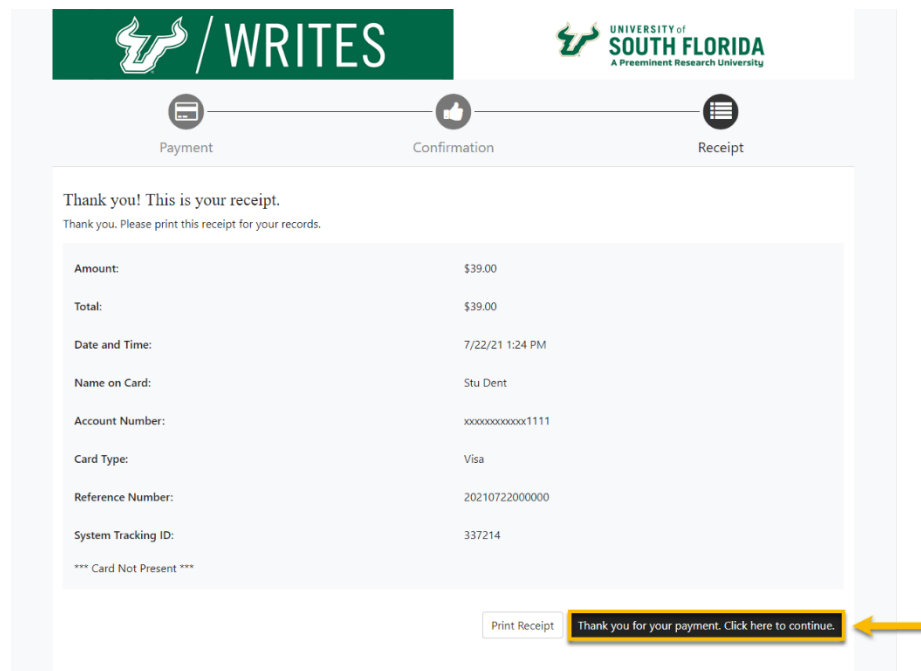 / WRITES
UNIVERSITY of
SOUTH FLORIDA
A Preeminent Research University
Payment
Confirmation
Receipt
Thank you! This is your receipt.
Thank you. Please print this receipt for your records.
Amount: $39.00
Total: $39.00
Date and Time: 7/22/21 1:24 PM
Name on Card: Stu Dent
Account Number: xxxxxxxxxxxx1111
Card Type: Visa
Reference Number: 20210722000000
System Tracking ID: 337214
*** Card Not Present ***
Print Receipt
Thank you for your payment. Click here to continue.